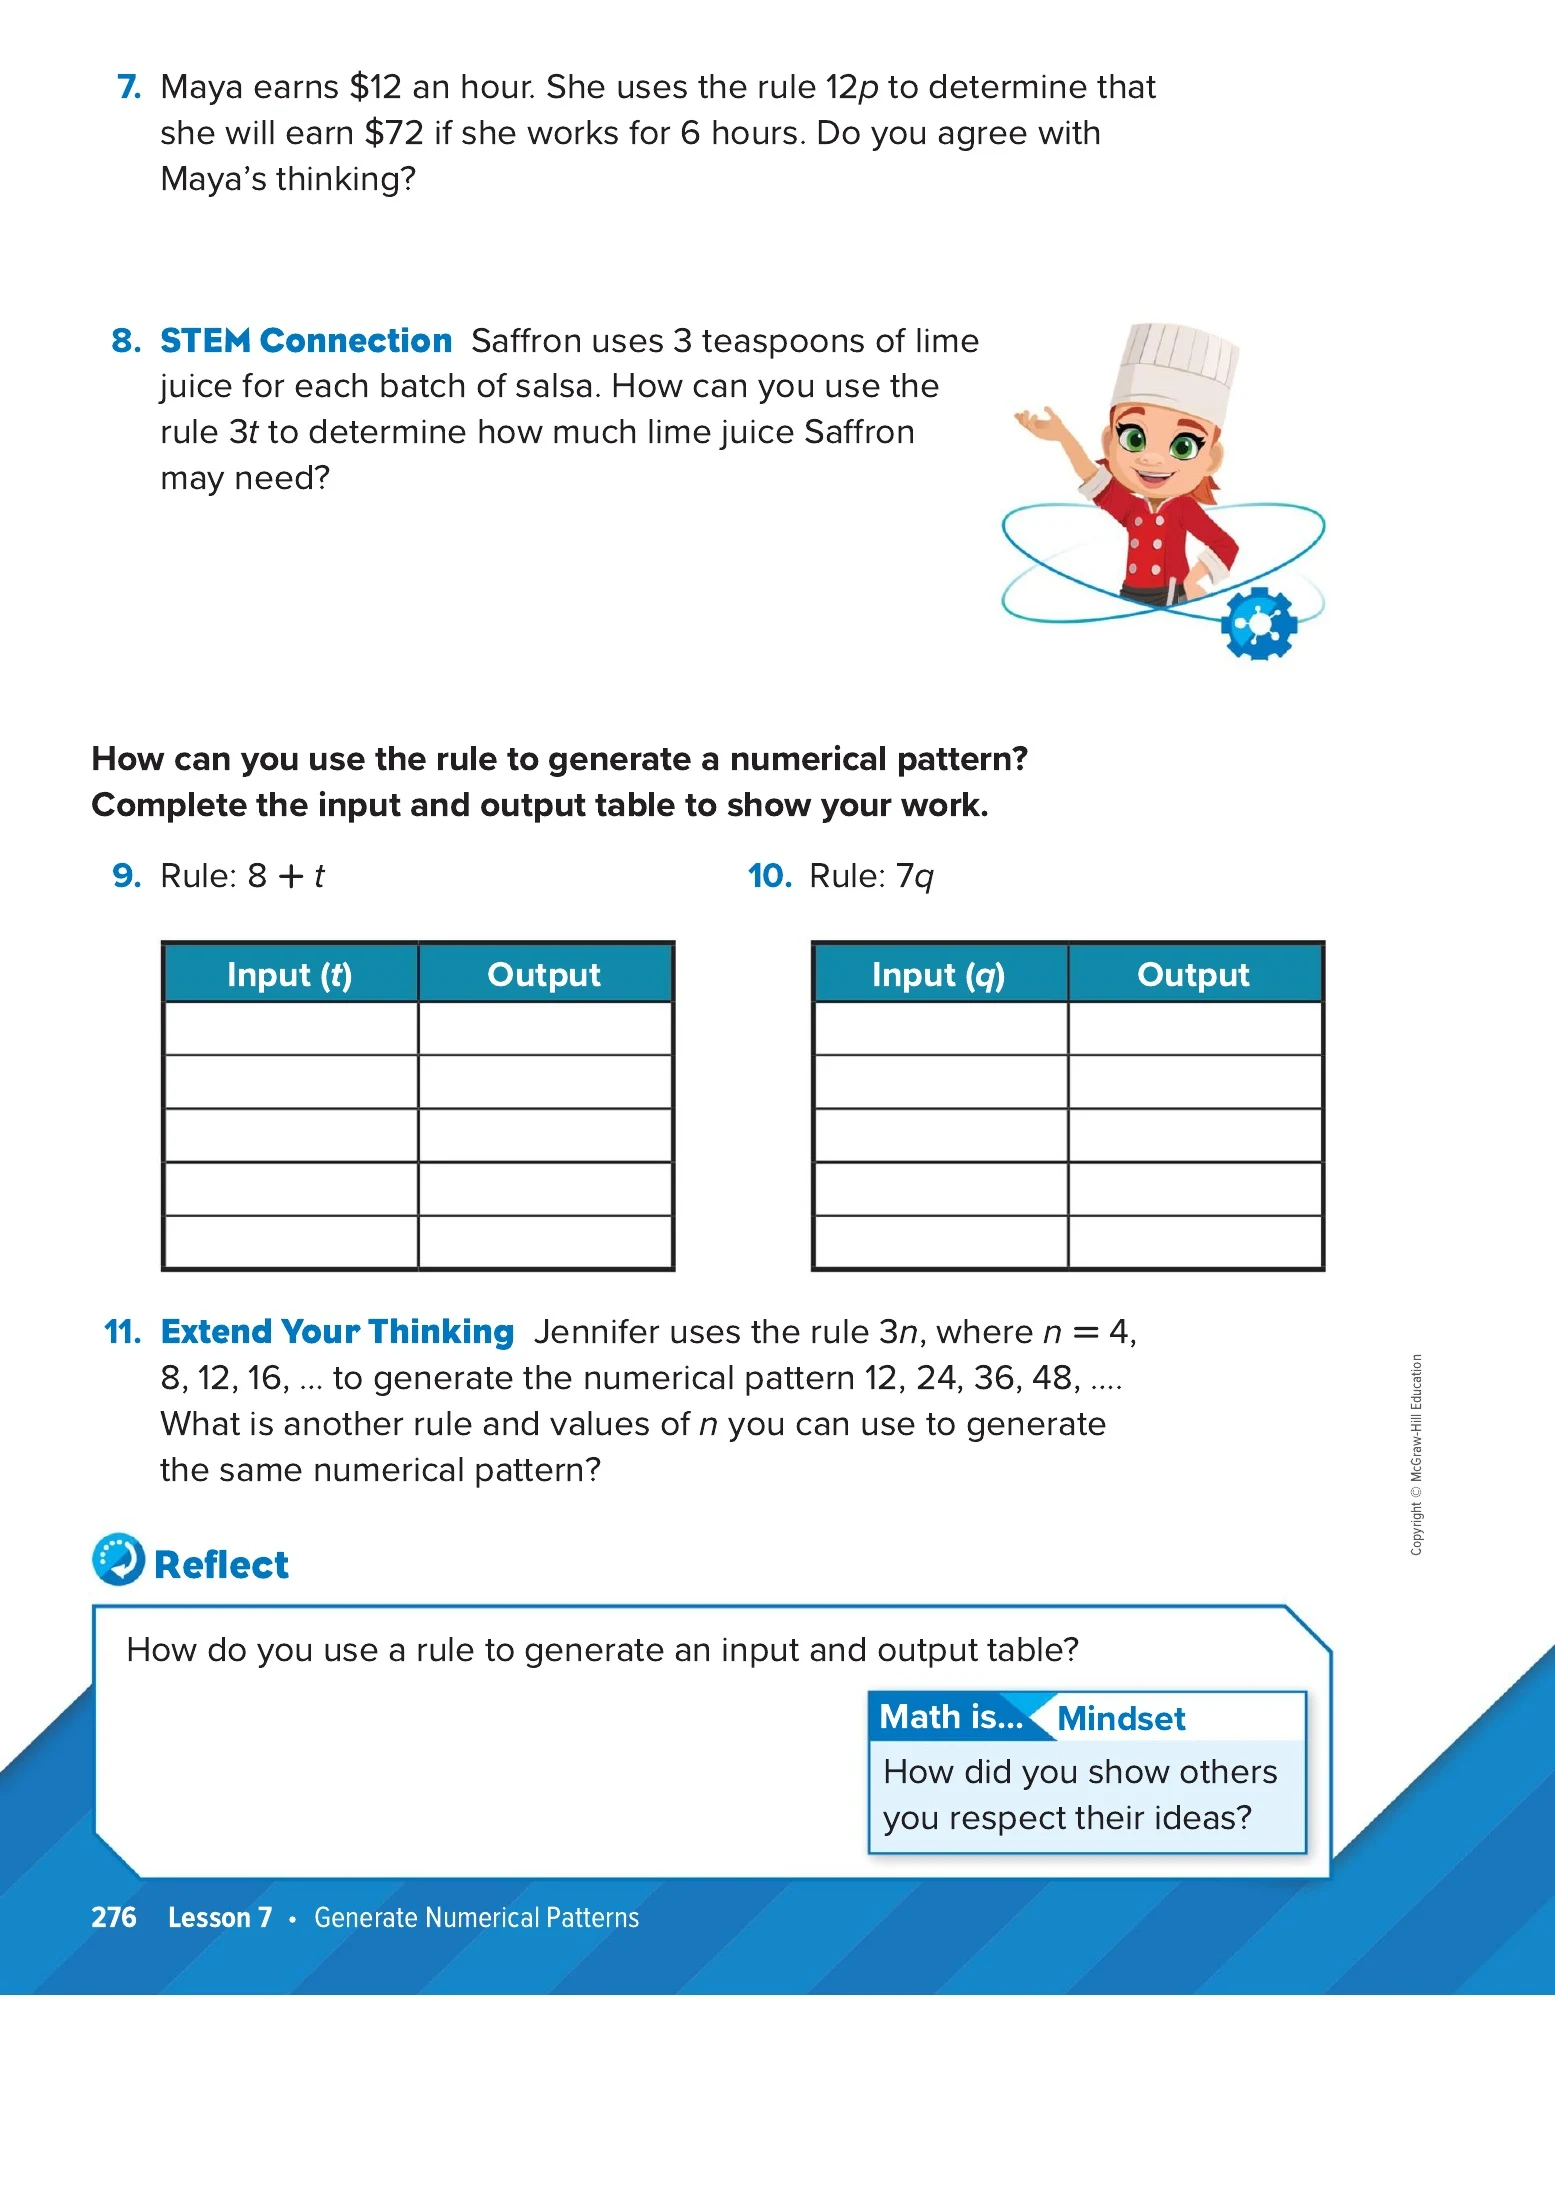 7. Maya earns $12 an hour. She uses the rule 12p to determine that
she will earn $72 if she works for 6 hours. Do you agree with
Maya's thinking?
8. STEM Connection Saffron uses 3 teaspoons of lime
juice for each batch of salsa. How can you use the
rule 3t to determine how much lime juice Saffron
may need?
How can you use the rule to generate a numerical pattern?
Complete the input and output table to show your work.
9. Rule: 8 + t
Input (t) Output
10. Rule: 7q
Input (q) Output
11. Extend Your Thinking Jennifer uses the rule 3n, where n = 4,
8, 12, 16, ... to generate the numerical pattern 12, 24, 36, 48, ....
What is another rule and values of n you can use to generate
the same numerical pattern?
Reflect
How do you use a rule to generate an input and output table?
Math is... Mindset
How did you show others
you respect their ideas?
276 Lesson 7 • Generate Numerical Patterns
Copyright © McGraw-Hill Education